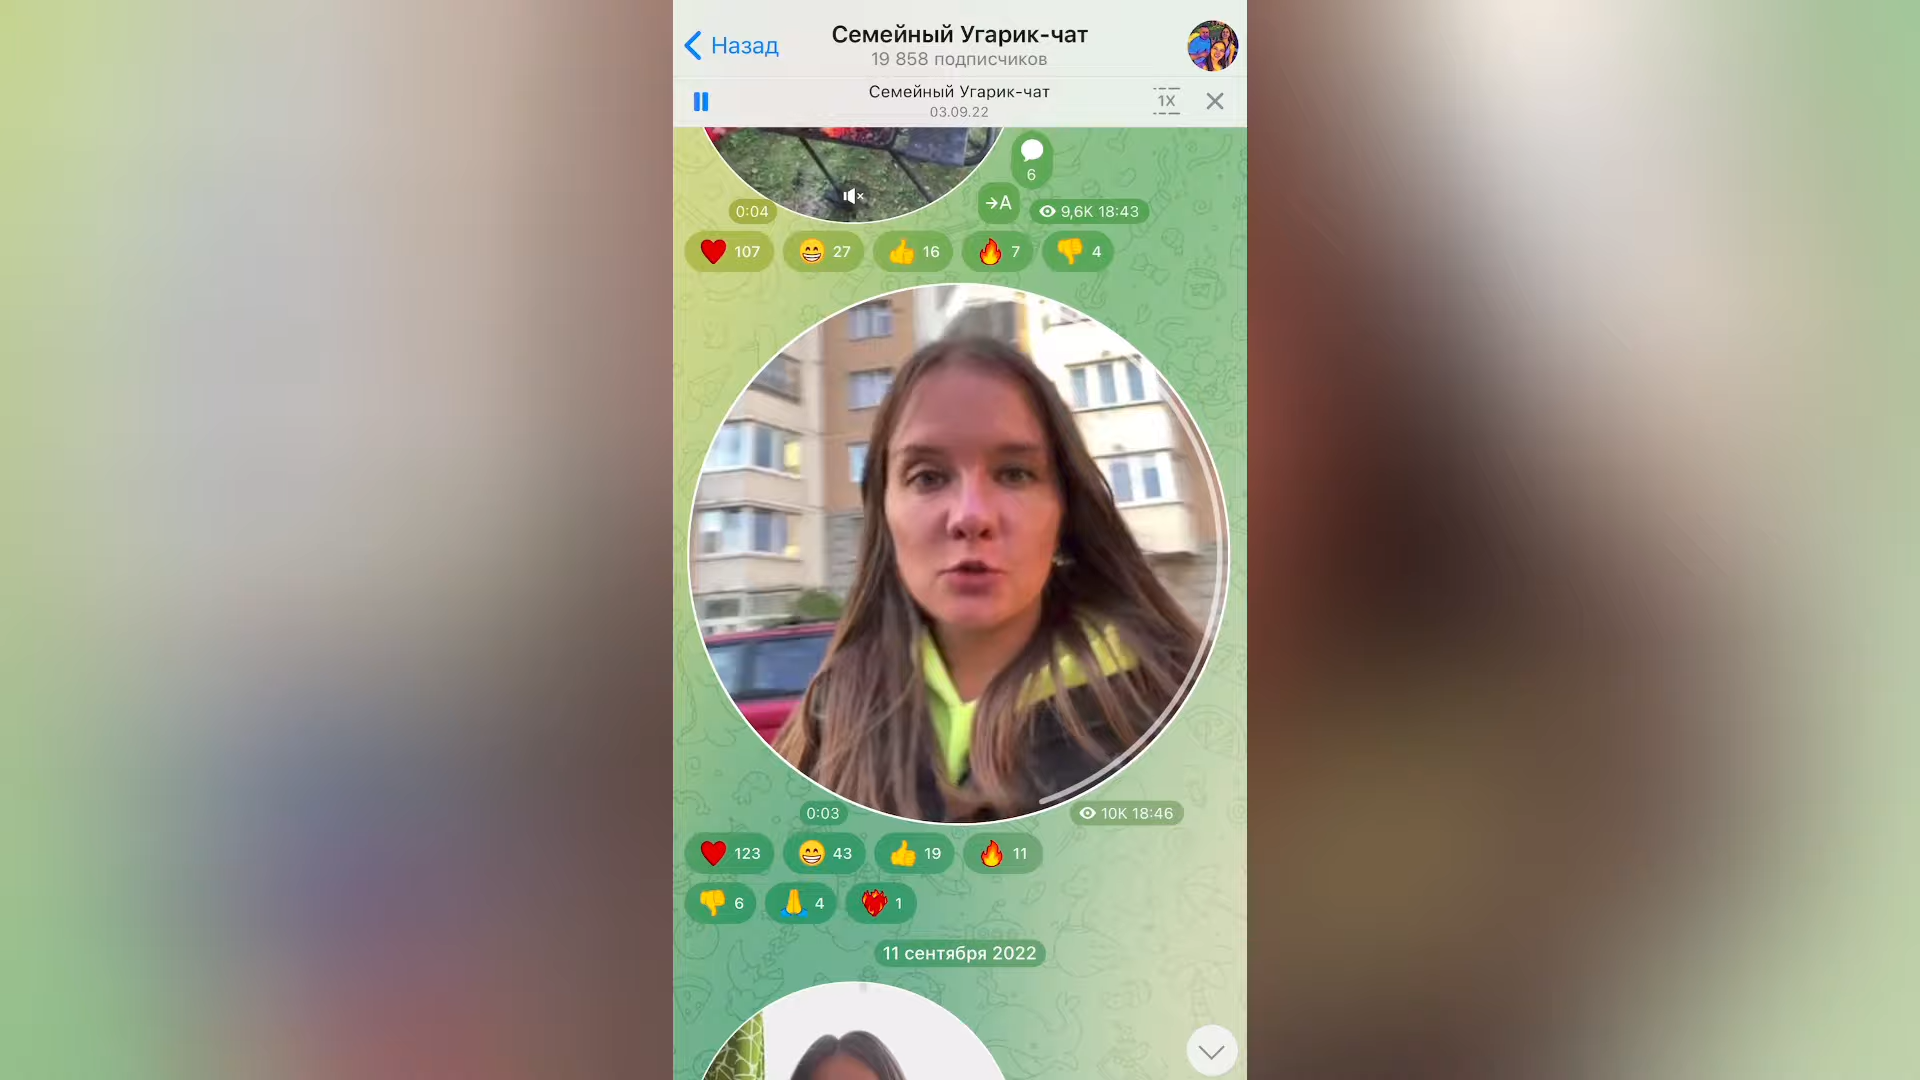 Назад
Семейный Угарик-чат
19 858 подписчиков
Семейный Угарик-чат
03.09.22
1X
6
→A
0:04
9,6K 18:43
107
27
16
7
4
0:03
10K 18:46
123
43
19
11
6
4
1
11 сентября 2022